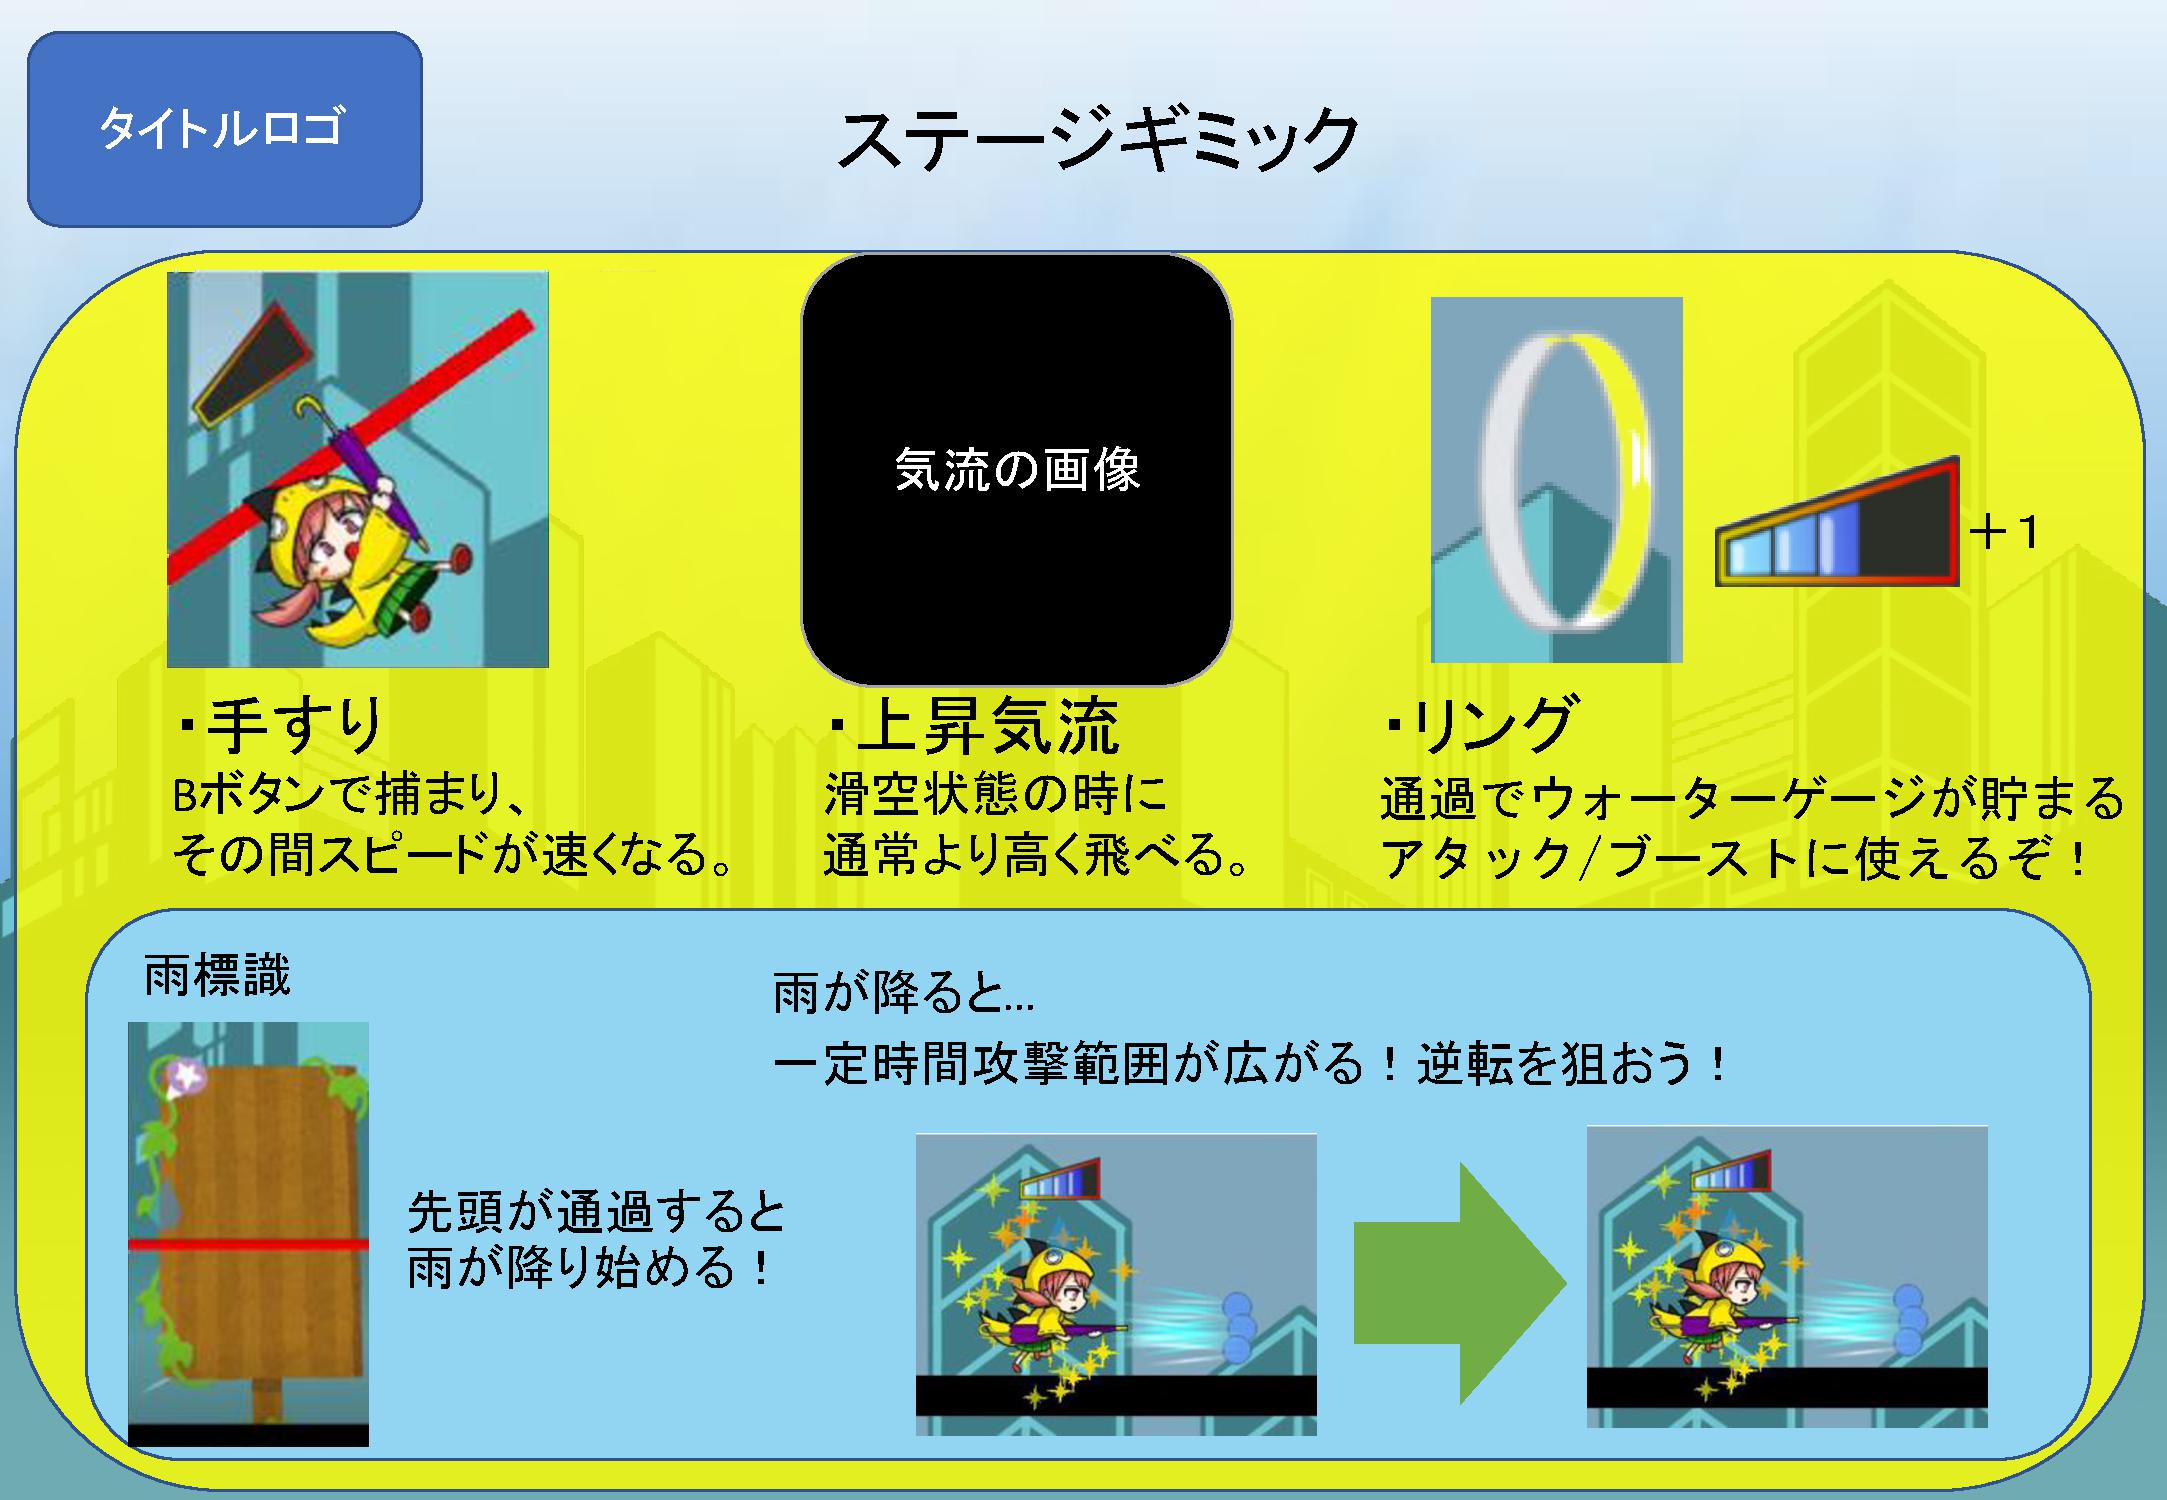 タイトルロゴ
ステージギミック
気流の画像
＋1
・手すり
Bボタンで捕まり、
その間スピードが速くなる。
・上昇気流
滑空状態の時に
通常より高く飛べる。
・リング
通過でウォーターゲージが貯まる
アタック/ブーストに使えるぞ！
雨標識
先頭が通過すると
雨が降り始める！
雨が降ると…
一定時間攻撃範囲が広がる！逆転を狙おう！